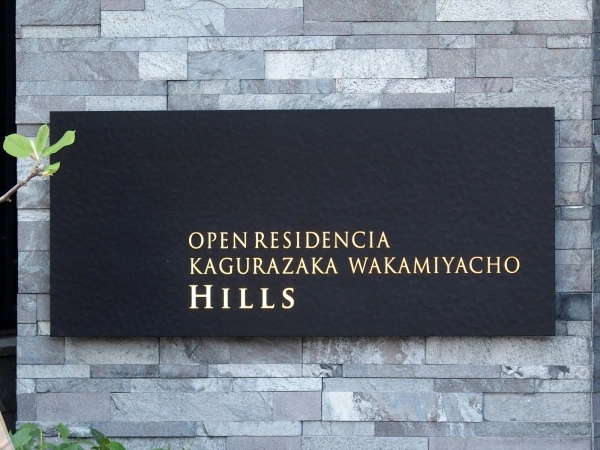 OPEN RESIDENCIA
KAGURAZAKA WAKAMIYACHO
HILLS